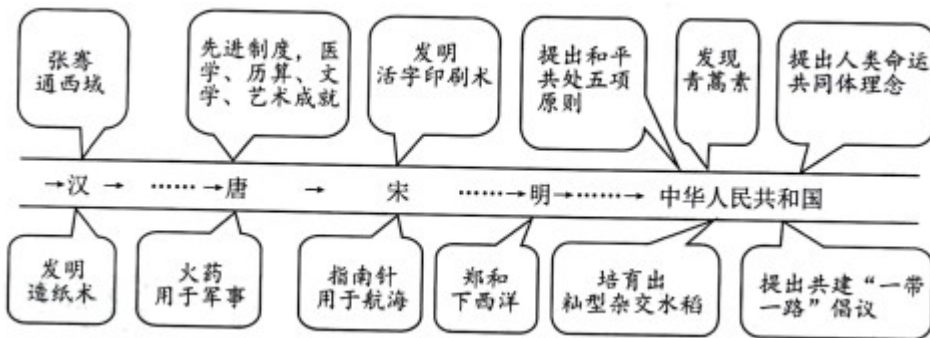 张骞
通西域
先进制度，医
学、历算、文
学、艺术成就
发明
活字印刷术
提出和平
共处五项
原则
发现
青蒿素
提出人类命运
共同体理念
→汉→ ……→唐 → 宋 ……→明→……→ 中华人民共和国
发明
造纸术
火药
用于军事
指南针
用于航海
郑和
下西洋
培育出
籼型杂交水稻
提出共建“一带
一路”倡议